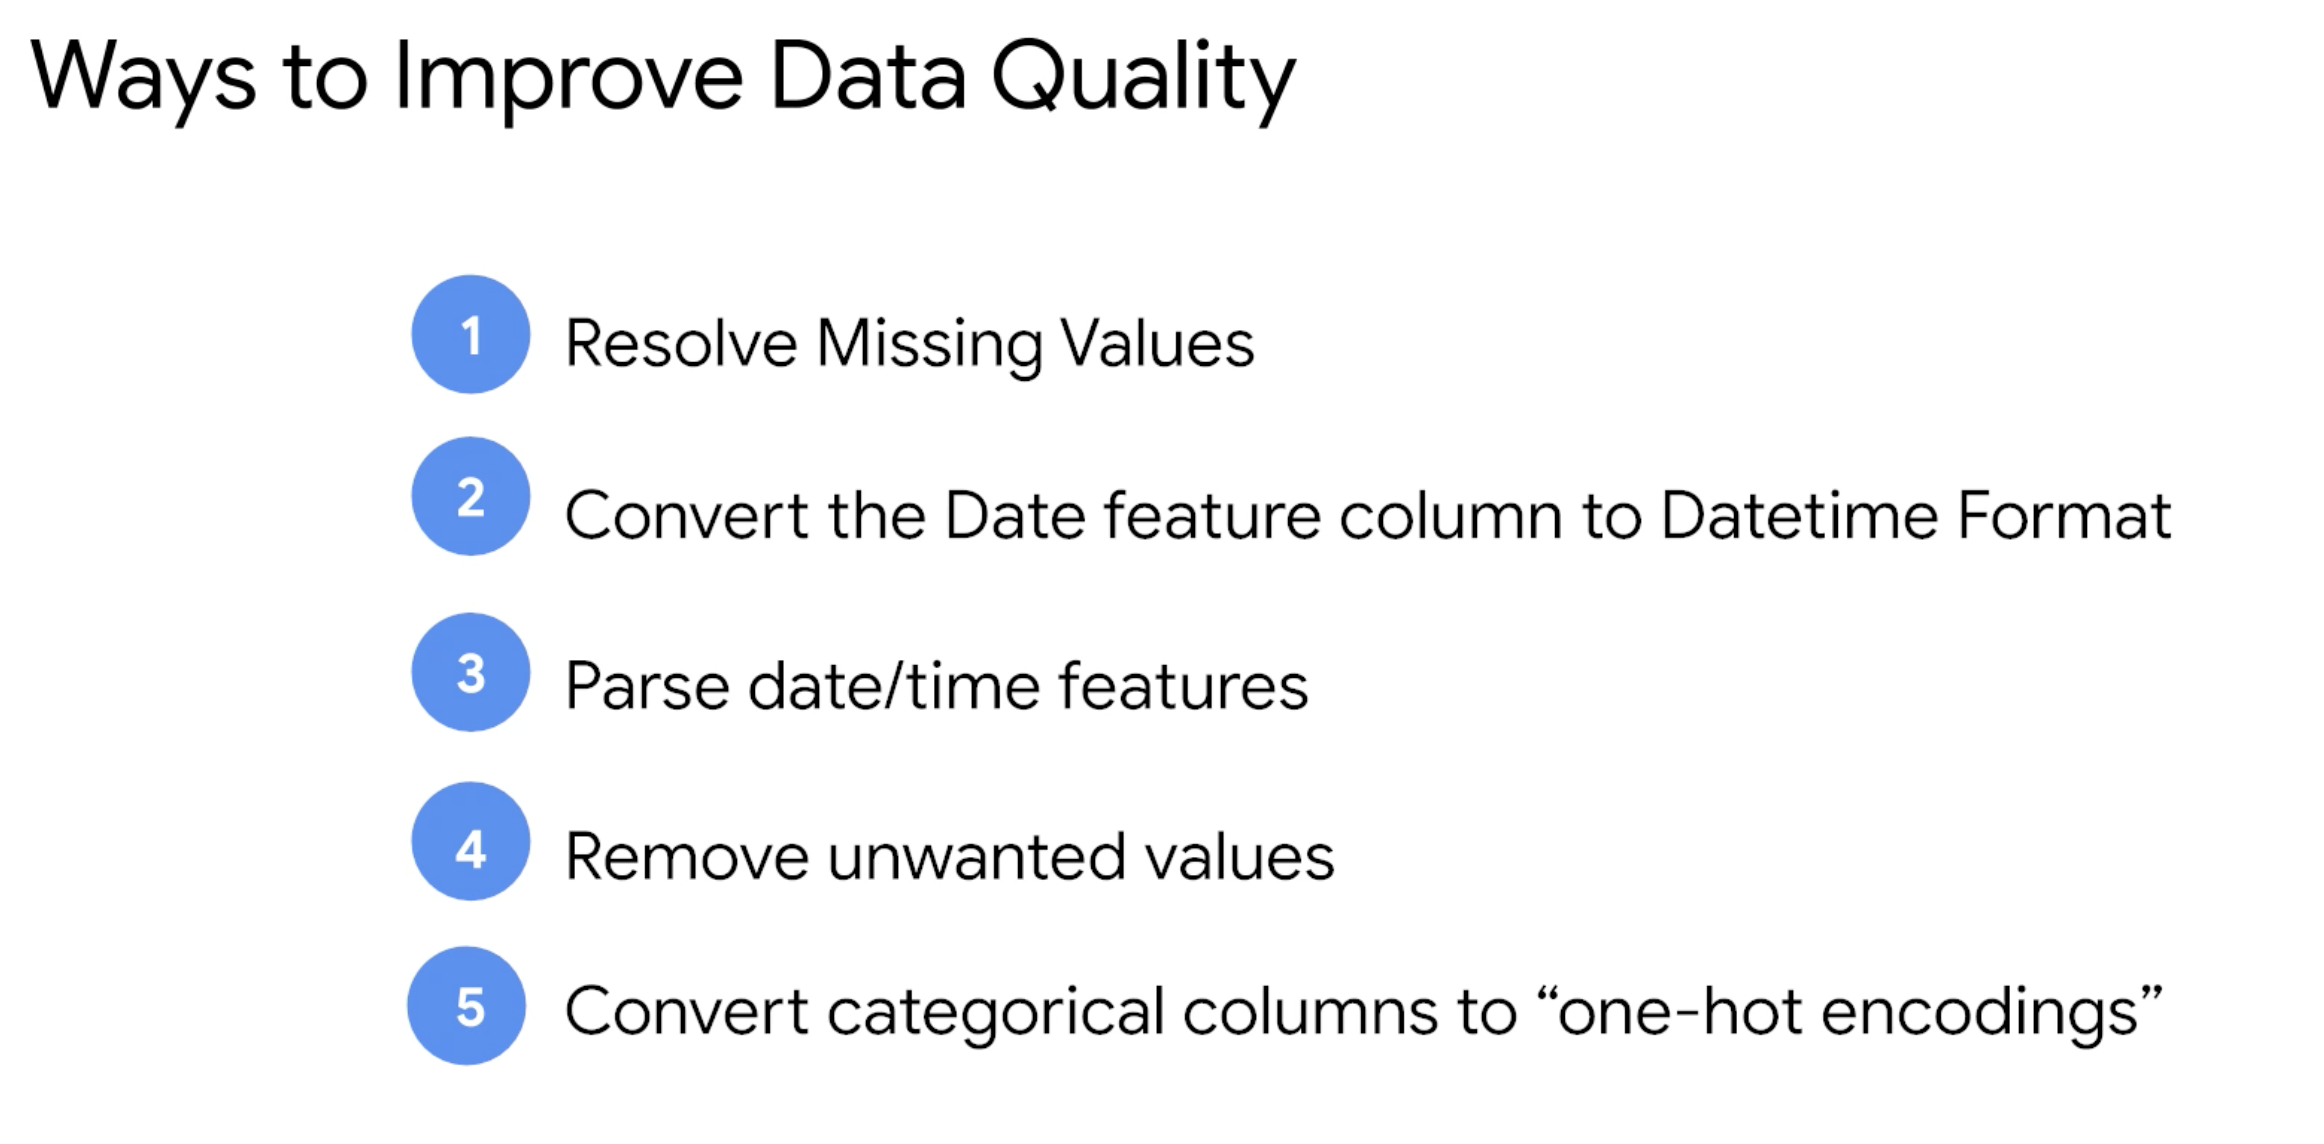 Ways to Improve Data Quality
1 Resolve Missing Values
2 Convert the Date feature column to Datetime Format
3 Parse date/time features
4 Remove unwanted values
5 Convert categorical columns to “one-hot encodings”